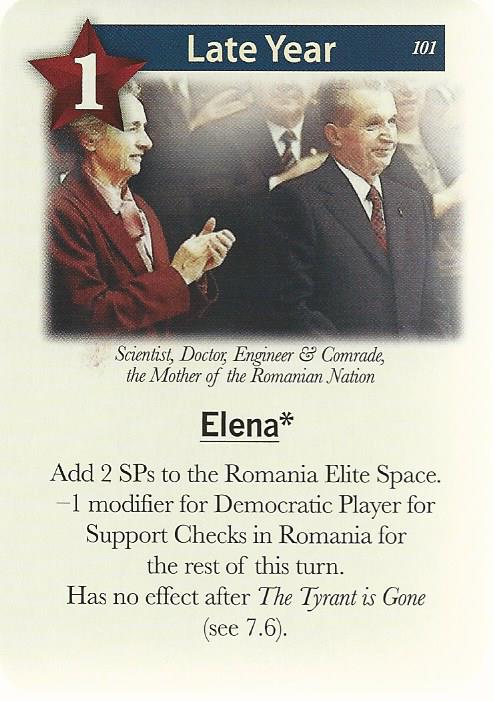 1
Late Year
101
Scientist, Doctor, Engineer & Comrade,
the Mother of the Romanian Nation
Elena*
Add 2 SPs to the Romania Elite Space.
–1 modifier for Democratic Player for
Support Checks in Romania for
the rest of this turn.
Has no effect after The Tyrant is Gone
(see 7.6).